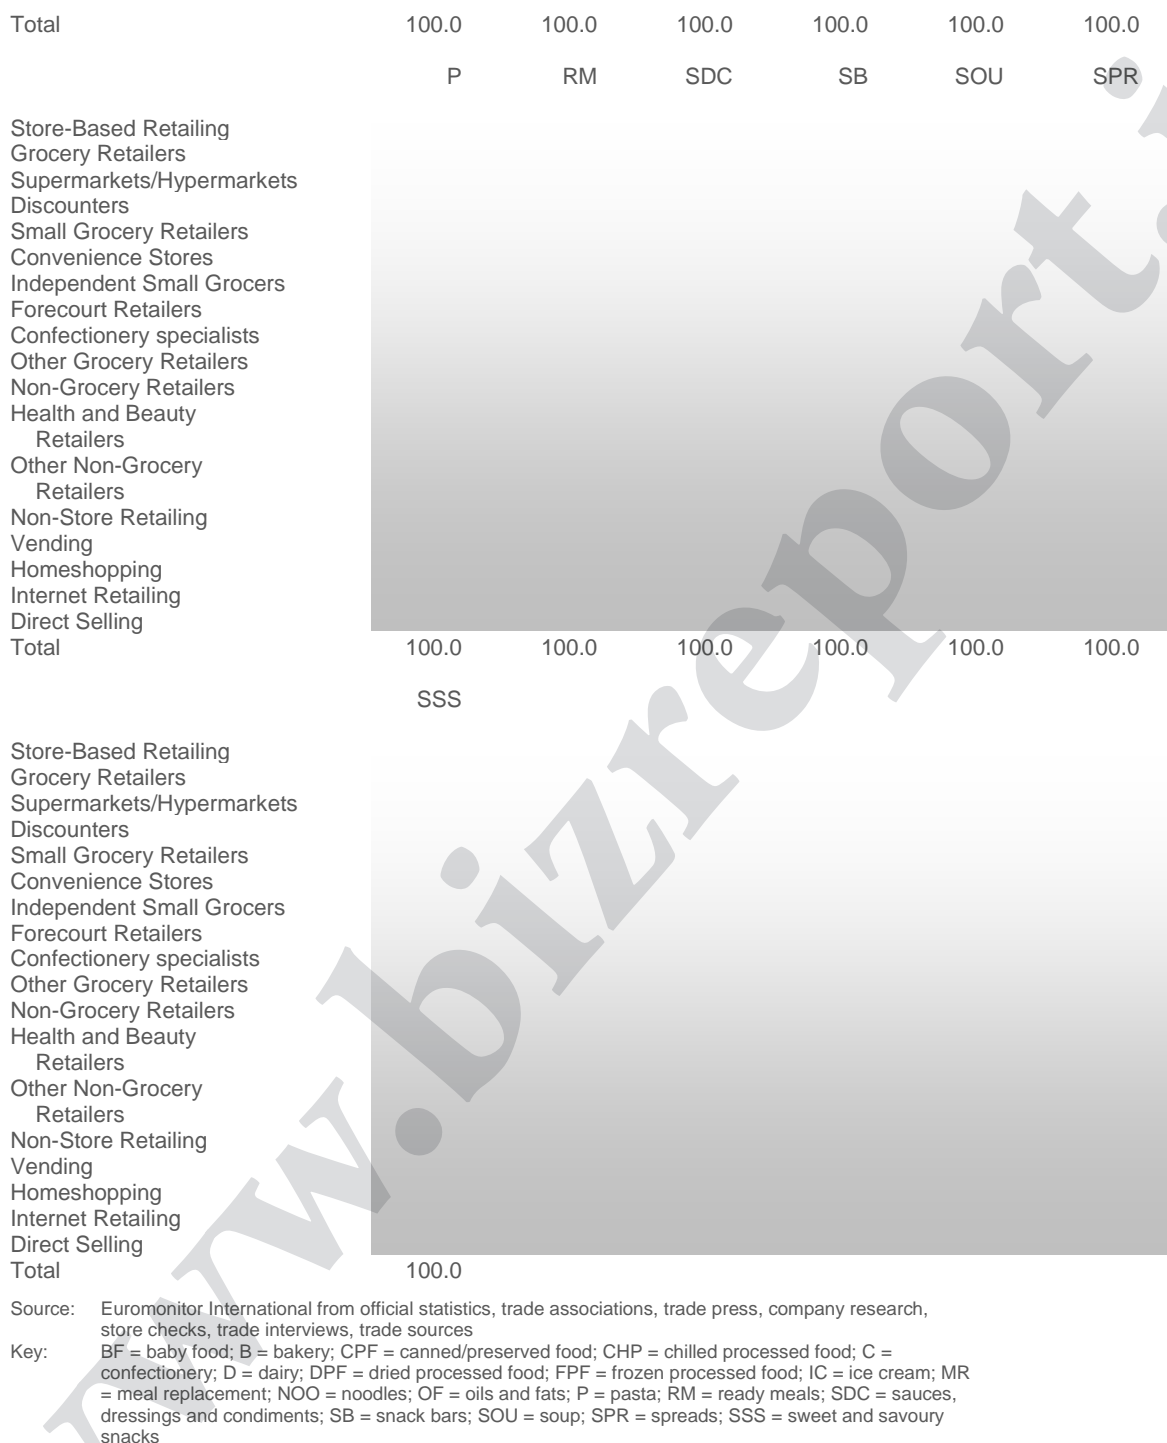 Total 100.0 100.0 100.0 100.0 100.0 100.0
P RM SDC SB SOU SPR
Store-Based Retailing
Grocery Retailers
Supermarkets/Hypermarkets
Discounters
Small Grocery Retailers
Convenience Stores
Independent Small Grocers
Forecourt Retailers
Confectionery specialists
Other Grocery Retailers
Non-Grocery Retailers
Health and Beauty
Retailers
Other Non-Grocery
Retailers
Non-Store Retailing
Vending
Homeshopping
Internet Retailing
Direct Selling
Total 100.0 100.0 100.0 100.0 100.0 100.0
SSS
Store-Based Retailing
Grocery Retailers
Supermarkets/Hypermarkets
Discounters
Small Grocery Retailers
Convenience Stores
Independent Small Grocers
Forecourt Retailers
Confectionery specialists
Other Grocery Retailers
Non-Grocery Retailers
Health and Beauty
Retailers
Other Non-Grocery
Retailers
Non-Store Retailing
Vending
Homeshopping
Internet Retailing
Direct Selling
Total 100.0
Source: Euromonitor International from official statistics, trade associations, trade press, company research,
store checks, trade interviews, trade sources
Key: BF = baby food; B = bakery; CPF = canned/preserved food; CHP = chilled processed food; C =
confectionery; D = dairy; DPF = dried processed food; FPF = frozen processed food; IC = ice cream; MR
= meal replacement; NOO = noodles; OF = oils and fats; P = pasta; RM = ready meals; SDC = sauces,
dressings and condiments; SB = snack bars; SOU = soup; SPR = spreads; SSS = sweet and savoury
snacks
www.bizreport.